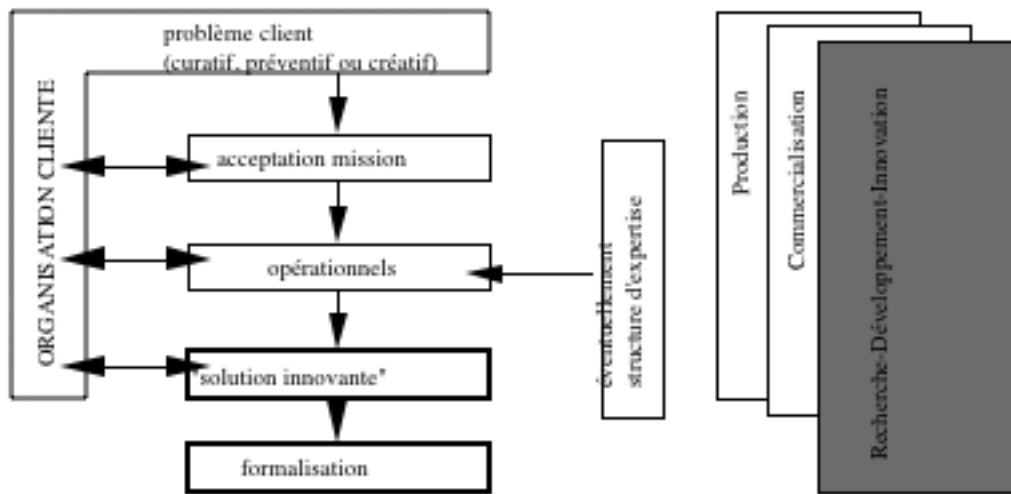 problème client
(curatif, préventif ou créatif)
ORGANISATION CLIENTE
acceptation mission
opérationnels
"solution innovante"
formalisation
éventuellement
structure d'expertise
Production
Commercialisation
Recherche-Développement-Innovation